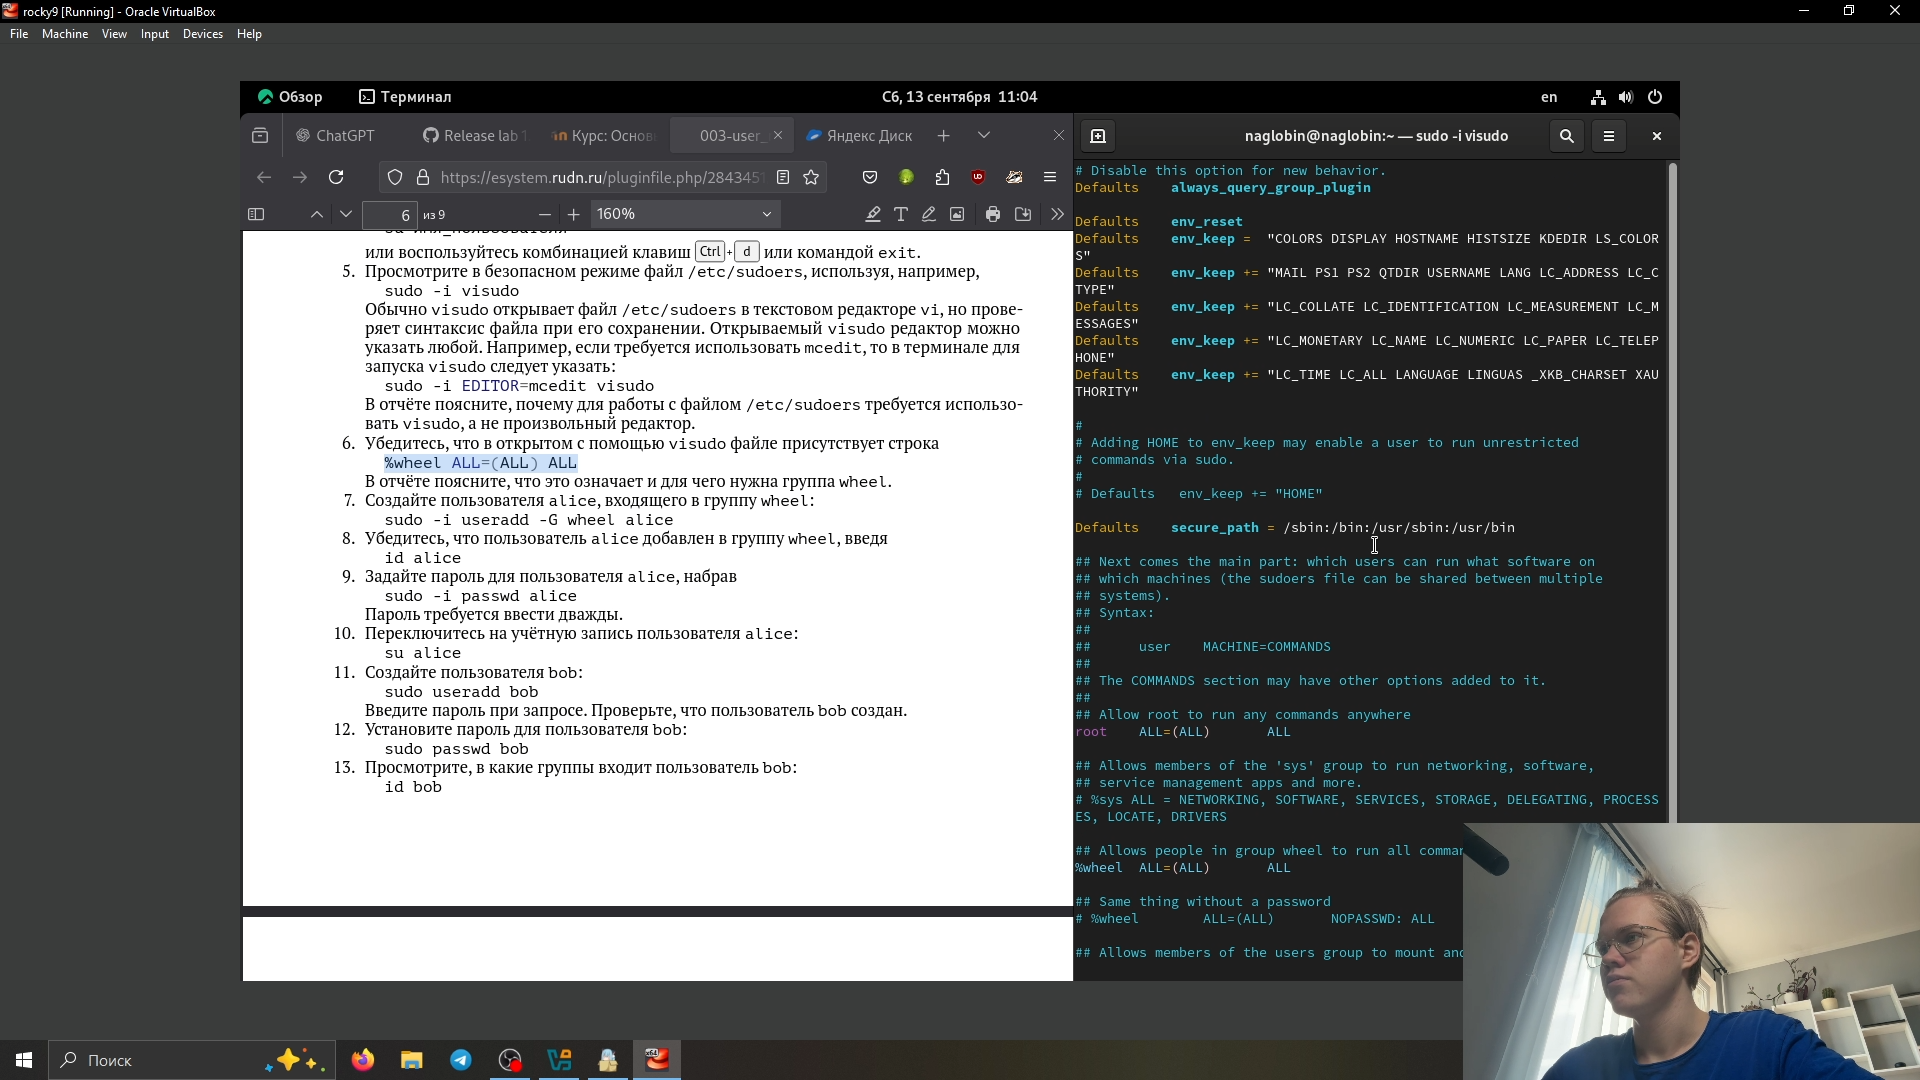 rocky9 [Running] - Oracle VirtualBox
File Machine View Input Devices Help
Обзор Терминал Сб, 13 сентября 11:04 en
ChatGPT Release lab 1 Курс: Основ 003-user_ Яндекс Диск
naglobin@naglobin:~ — sudo -i visudo
https://esystem.rudn.ru/pluginfile.php/2843451
6 из 9 160%
или воспользуйтесь комбинацией клавиш Ctrl + d или командой exit.
5. Просмотрите в безопасном режиме файл /etc/sudoers, используя, например,
sudo -i visudo
Обычно visudo открывает файл /etc/sudoers в текстовом редакторе vi, но прове-
ряет синтаксис файла при его сохранении. Открываемый visudo редактор можно
указать любой. Например, если требуется использовать mcedit, то в терминале для
запуска visudo следует указать:
sudo -i EDITOR=mcedit visudo
В отчёте поясните, почему для работы с файлом /etc/sudoers требуется использо-
вать visudo, а не произвольный редактор.
6. Убедитесь, что в открытом с помощью visudo файле присутствует строка
%wheel ALL=(ALL) ALL
В отчёте поясните, что это означает и для чего нужна группа wheel.
7. Создайте пользователя alice, входящего в группу wheel:
sudo -i useradd -G wheel alice
8. Убедитесь, что пользователь alice добавлен в группу wheel, введя
id alice
9. Задайте пароль для пользователя alice, набрав
sudo -i passwd alice
Пароль требуется ввести дважды.
10. Переключитесь на учётную запись пользователя alice:
su alice
11. Создайте пользователя bob:
sudo useradd bob
Введите пароль при запросе. Проверьте, что пользователь bob создан.
12. Установите пароль для пользователя bob:
sudo passwd bob
13. Просмотрите, в какие группы входит пользователь bob:
id bob
# Disable this option for new behavior.
Defaults always_query_group_plugin
Defaults env_reset
Defaults env_keep = "COLORS DISPLAY HOSTNAME HISTSIZE KDEDIR LS_COLOR
S"
Defaults env_keep += "MAIL PS1 PS2 QTDIR USERNAME LANG LC_ADDRESS LC_C
TYPE"
Defaults env_keep += "LC_COLLATE LC_IDENTIFICATION LC_MEASUREMENT LC_M
ESSAGES"
Defaults env_keep += "LC_MONETARY LC_NAME LC_NUMERIC LC_PAPER LC_TELEP
HONE"
Defaults env_keep += "LC_TIME LC_ALL LANGUAGE LINGUAS _XKB_CHARSET XAU
THORITY"
#
# Adding HOME to env_keep may enable a user to run unrestricted
# commands via sudo.
#
# Defaults env_keep += "HOME"
Defaults secure_path = /sbin:/bin:/usr/sbin:/usr/bin
## Next comes the main part: which users can run what software on
## which machines (the sudoers file can be shared between multiple
## systems).
## Syntax:
##
## user MACHINE=COMMANDS
##
## The COMMANDS section may have other options added to it.
##
## Allow root to run any commands anywhere
root ALL=(ALL) ALL
## Allows members of the 'sys' group to run networking, software,
## service management apps and more.
# %sys ALL = NETWORKING, SOFTWARE, SERVICES, STORAGE, DELEGATING, PROCESS
ES, LOCATE, DRIVERS
## Allows people in group wheel to run all comman
%wheel ALL=(ALL) ALL
## Same thing without a password
# %wheel ALL=(ALL) NOPASSWD: ALL
## Allows members of the users group to mount and
Поиск